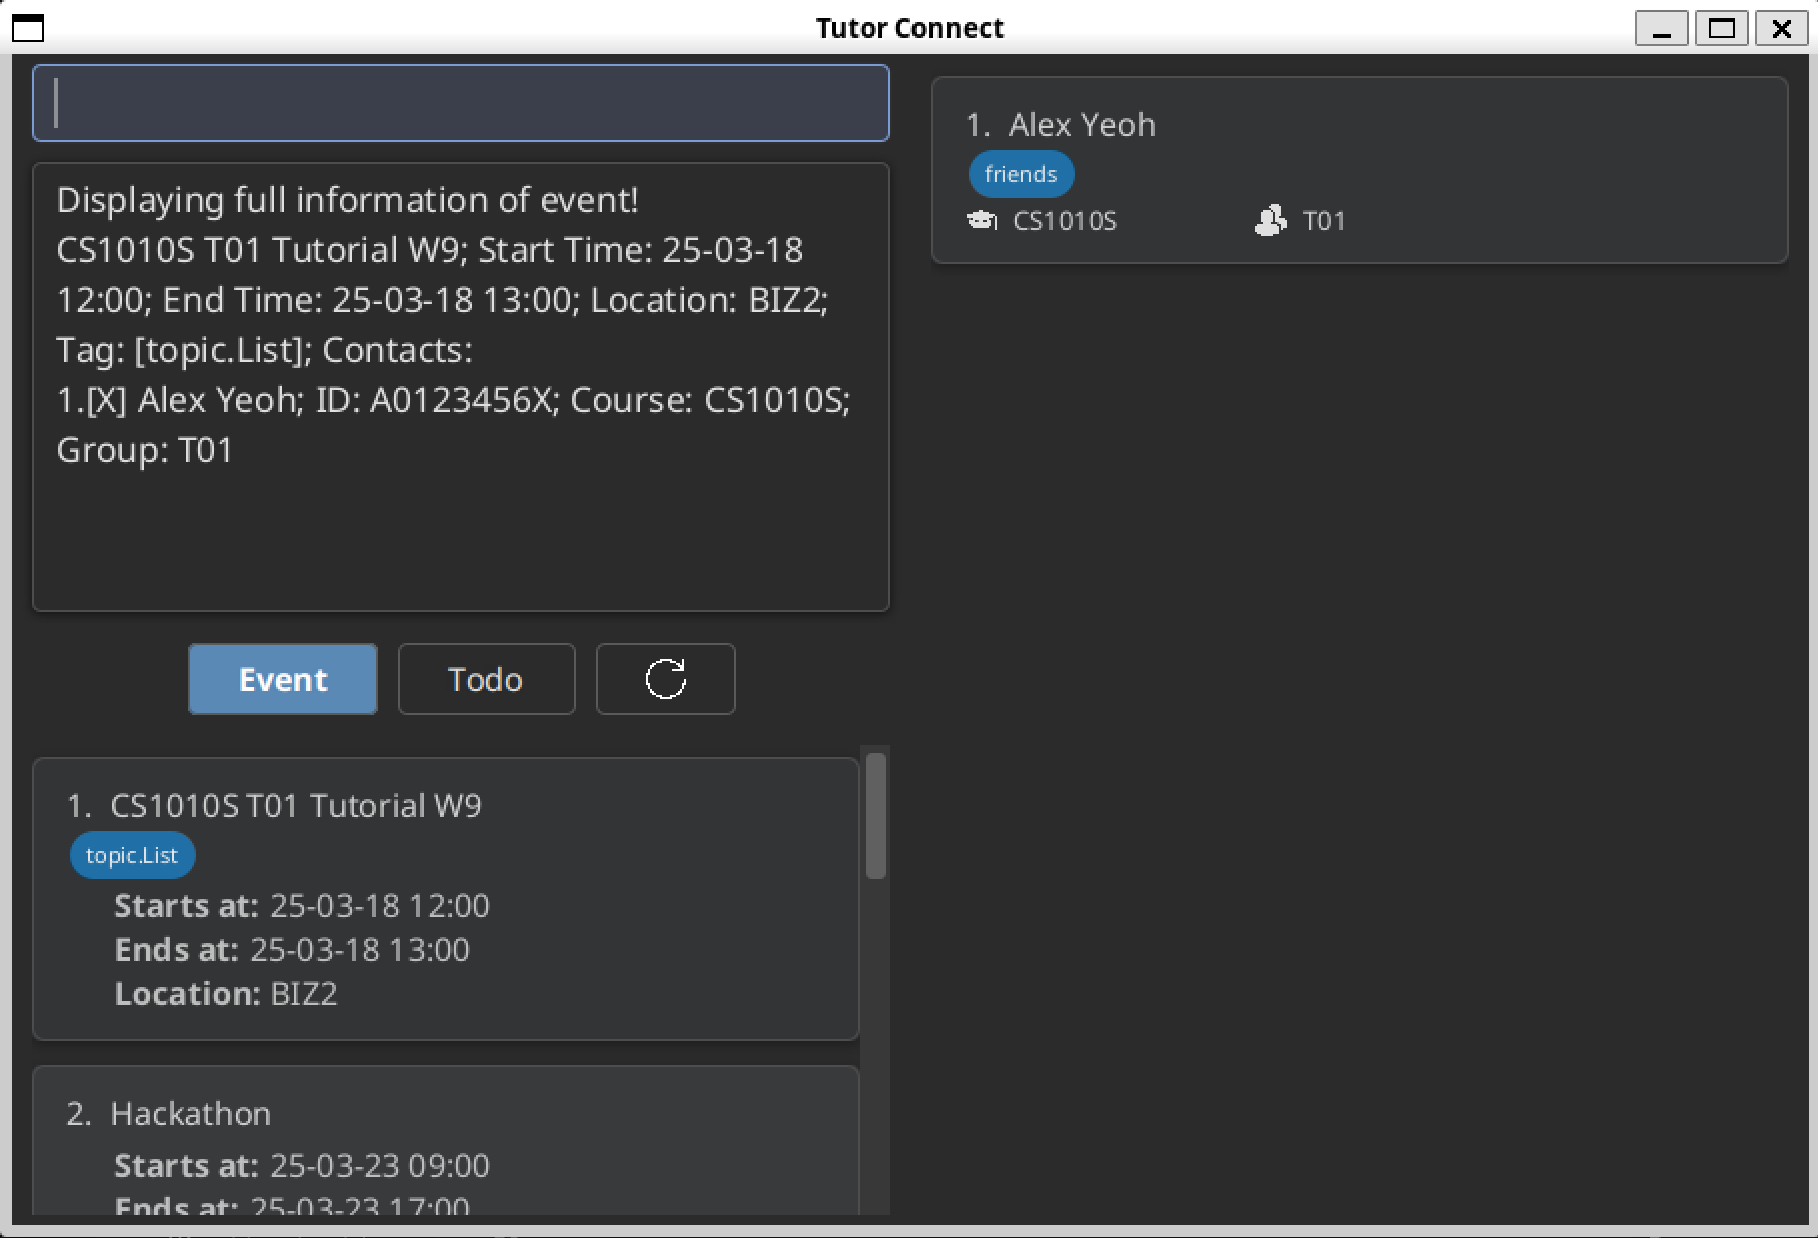 Tutor Connect
Displaying full information of event!
CS1010S T01 Tutorial W9; Start Time: 25-03-18
12:00; End Time: 25-03-18 13:00; Location: BIZ2;
Tag: [topic.List]; Contacts:
1.[X] Alex Yeoh; ID: A0123456X; Course: CS1010S;
Group: T01
Event
Todo
1. CS1010S T01 Tutorial W9
topic.List
Starts at: 25-03-18 12:00
Ends at: 25-03-18 13:00
Location: BIZ2
2. Hackathon
Starts at: 25-03-23 09:00
Ends at: 25-03-23 17:00
1. Alex Yeoh
friends
CS1010S
T01